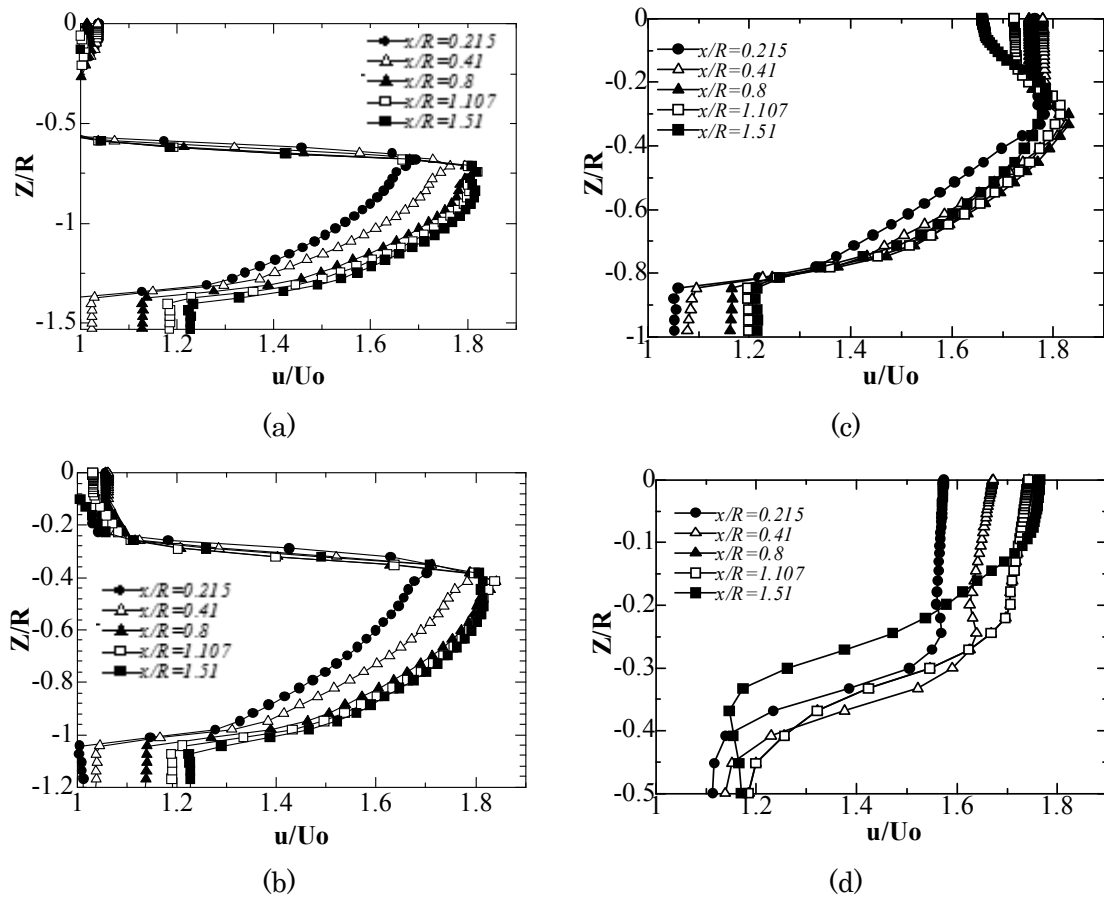 0
-0.5
-1
-1.5
1
1.2
1.4
1.6
1.8
Z/R
u/Uo
x/R=0.215
x/R=0.41
x/R=0.8
x/R=1.107
x/R=1.51
(a)
0
-0.2
-0.4
-0.6
-0.8
-1
1
1.2
1.4
1.6
1.8
Z/R
u/Uo
x/R=0.215
x/R=0.41
x/R=0.8
x/R=1.107
x/R=1.51
(c)
0
-0.2
-0.4
-0.6
-0.8
-1.0
-1.2
1
1.2
1.4
1.6
1.8
Z/R
u/Uo
x/R=0.215
x/R=0.41
x/R=0.8
x/R=1.107
x/R=1.51
(b)
0
-0.1
-0.2
-0.3
-0.4
-0.5
1
1.2
1.4
1.6
1.8
Z/R
u/Uo
x/R=0.215
x/R=0.41
x/R=0.8
x/R=1.107
x/R=1.51
(d)